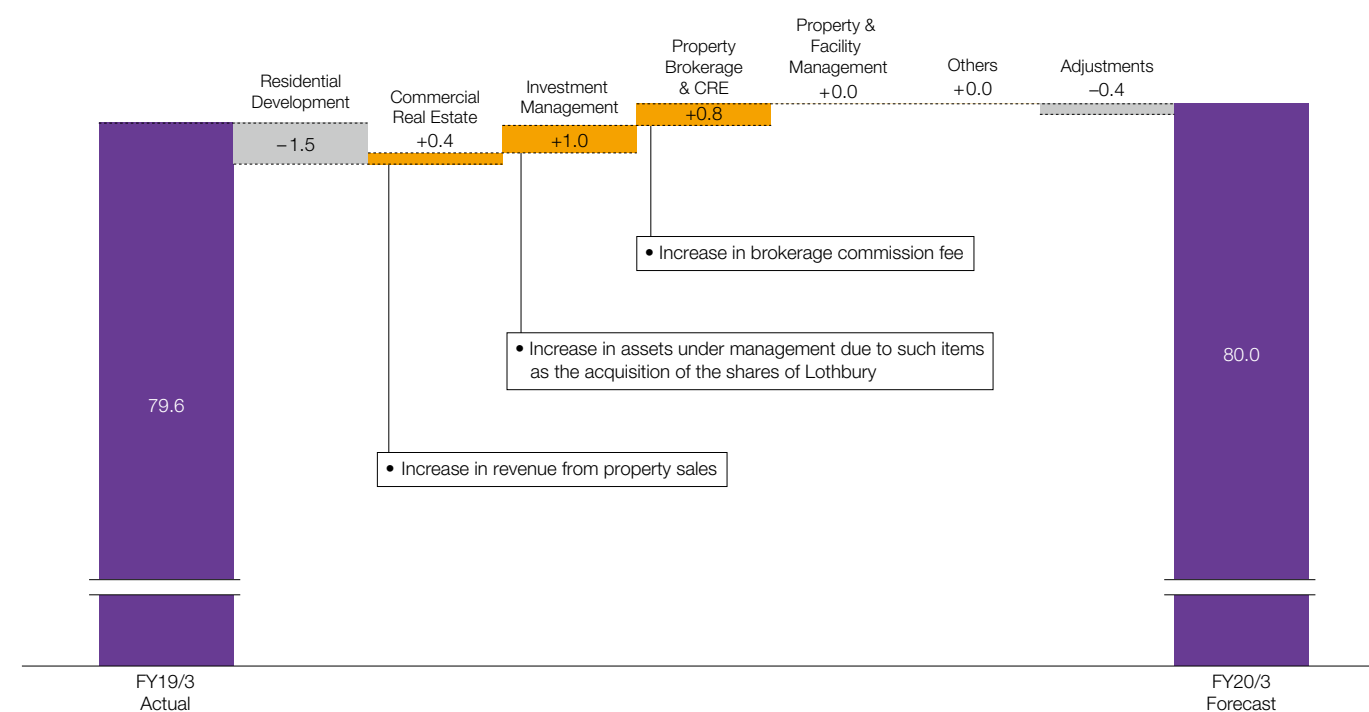 Residential
Development
−1.5
Commercial
Real Estate
+0.4
Investment
Management
+1.0
Property
Brokerage
& CRE
+0.8
Property &
Facility
Management
+0.0
Others
+0.0
Adjustments
−0.4
• Increase in brokerage commission fee
• Increase in assets under management due to such items
as the acquisition of the shares of Lothbury
• Increase in revenue from property sales
79.6
80.0
FY19/3
Actual
FY20/3
Forecast